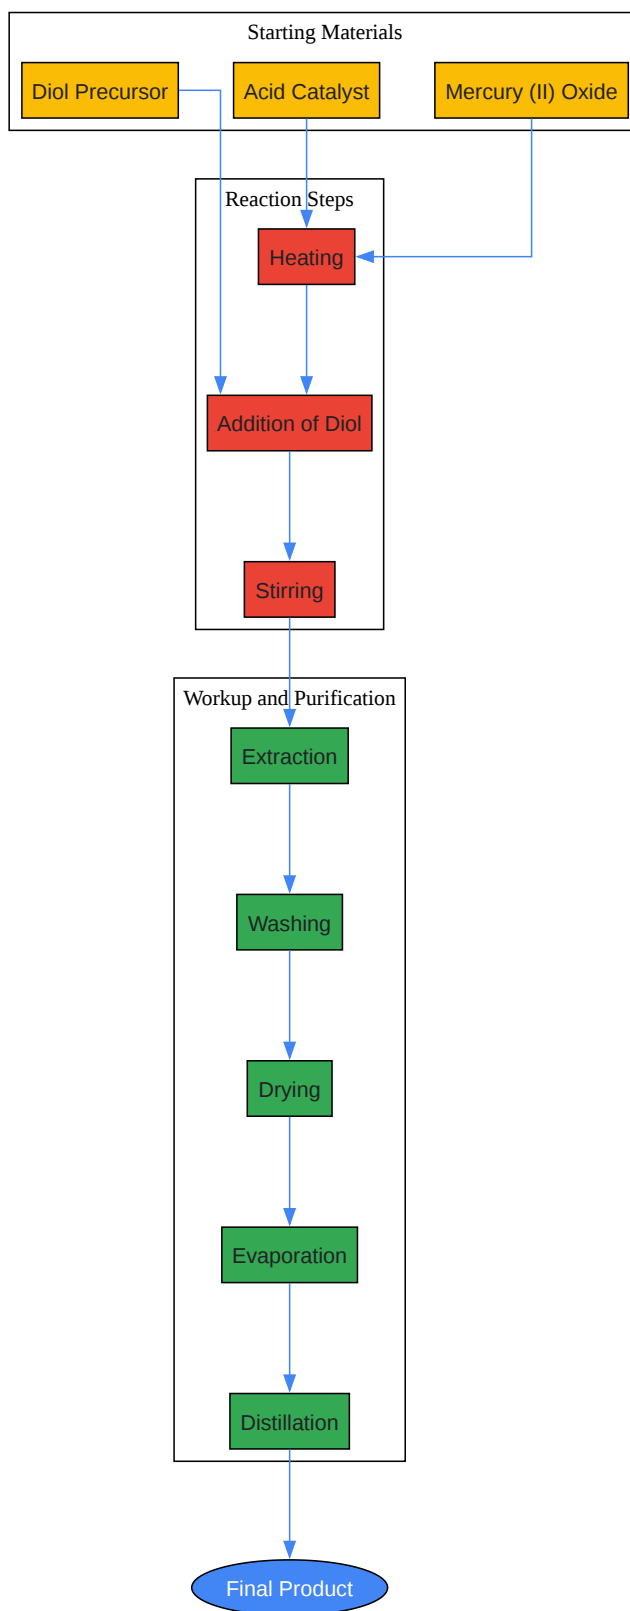 Starting Materials
Diol Precursor
Acid Catalyst
Mercury (II) Oxide
Reaction Steps
Heating
Addition of Diol
Stirring
Workup and Purification
Extraction
Washing
Drying
Evaporation
Distillation
Final Product